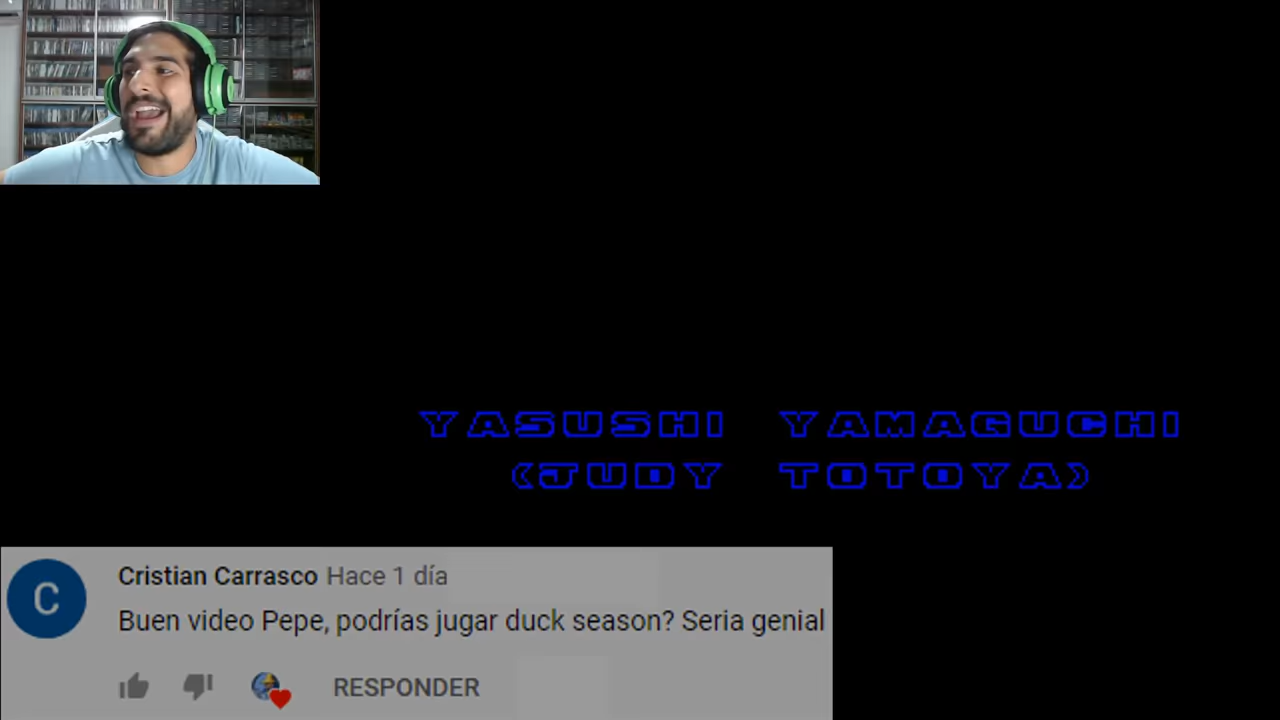 YASUSHI YAMAGUCHI
(JUDY TOTOYA)
C
Cristian Carrasco Hace 1 día
Buen video Pepe, podrías jugar duck season? Seria genial
RESPONDER